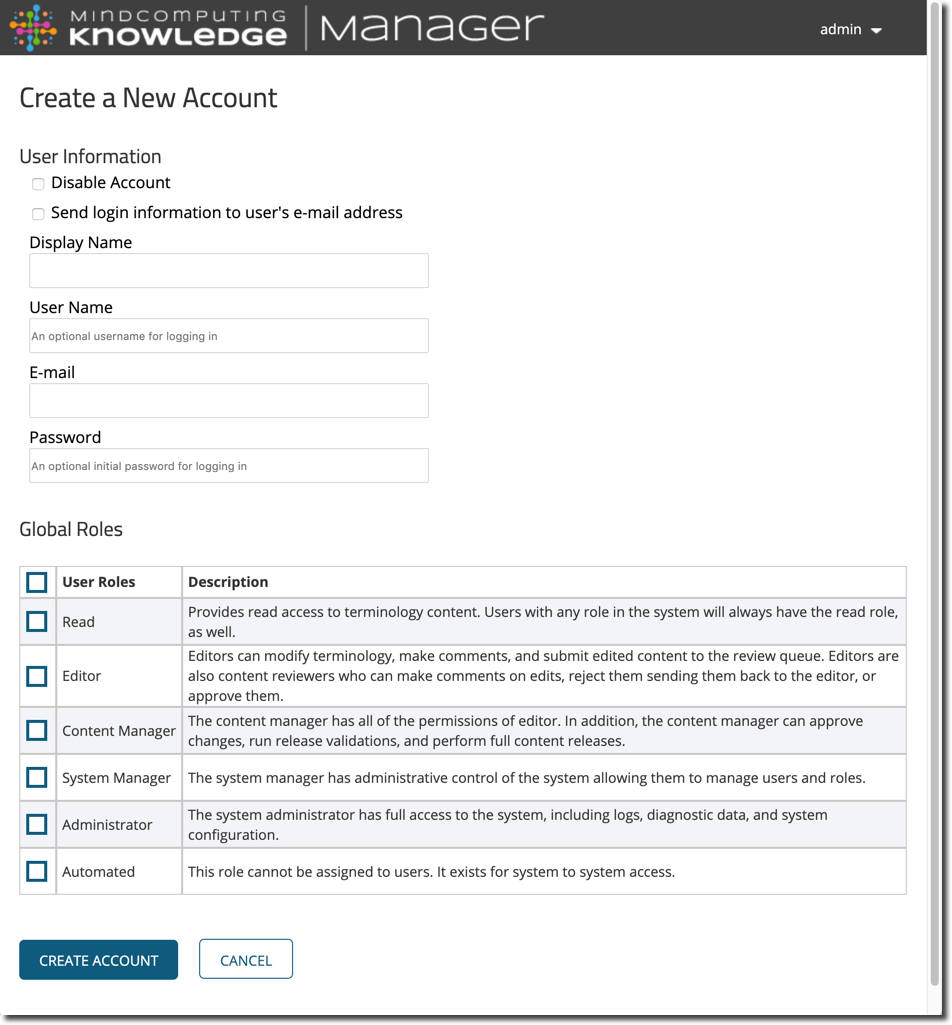 MINDCOMPUTING
KNOWLEDGE
Manager
admin
Create a New Account
User Information
Disable Account
Send login information to user's e-mail address
Display Name
User Name
An optional username for logging in
E-mail
Password
An optional initial password for logging in
Global Roles
User Roles
Description
Read
Provides read access to terminology content. Users with any role in the system will always have the read role,
as well.
Editor
Editors can modify terminology, make comments, and submit edited content to the review queue. Editors are
also content reviewers who can make comments on edits, reject them sending them back to the editor, or
approve them.
Content Manager
The content manager has all of the permissions of editor. In addition, the content manager can approve
changes, run release validations, and perform full content releases.
System Manager
The system manager has administrative control of the system allowing them to manage users and roles.
Administrator
The system administrator has full access to the system, including logs, diagnostic data, and system
configuration.
Automated
This role cannot be assigned to users. It exists for system to system access.
CREATE ACCOUNT
CANCEL